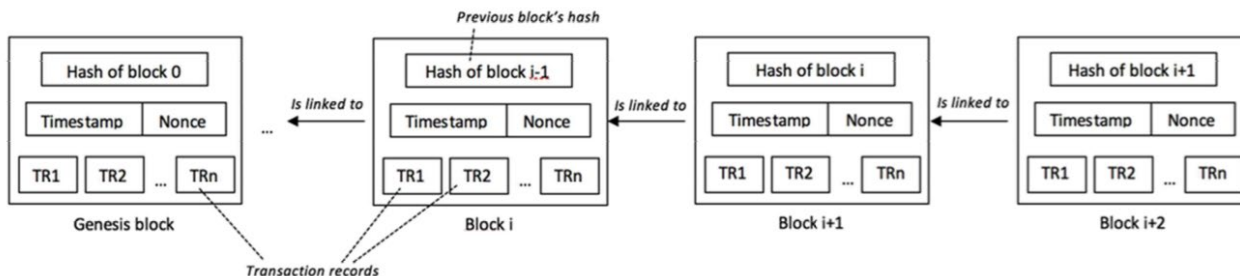 Previous block's hash
Hash of block 0
Hash of block i-1
Hash of block i
Hash of block i+1
Is linked to
Is linked to
Is linked to
Timestamp Nonce
...
Timestamp Nonce
Timestamp Nonce
Timestamp Nonce
TR1 TR2 ... TRn
TR1 TR2 ... TRn
TR1 TR2 ... TRn
TR1 TR2 ... TRn
Genesis block
Block i
Block i+1
Block i+2
Transaction records